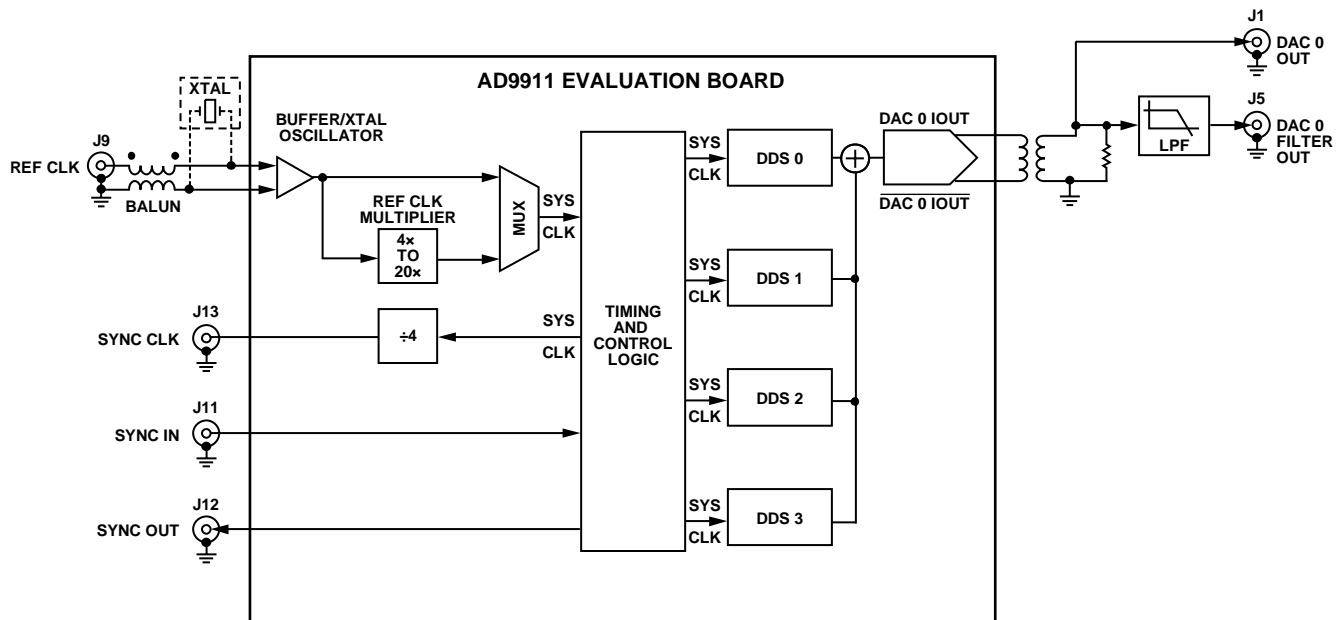 AD9911 EVALUATION BOARD
J1
DAC 0
OUT
J5
DAC 0
FILTER
OUT
LPF
XTAL
J9
REF CLK
BALUN
BUFFER/XTAL
OSCILLATOR
REF CLK
MULTIPLIER
4×
TO
20×
MUX
SYS
CLK
J13
SYNC CLK
÷4
SYS
CLK
J11
SYNC IN
J12
SYNC OUT
TIMING
AND
CONTROL
LOGIC
SYS
CLK
DDS 0
SYS
CLK
DDS 1
SYS
CLK
DDS 2
SYS
CLK
DDS 3
+
DAC 0 IOUT
DAC 0 IOUT